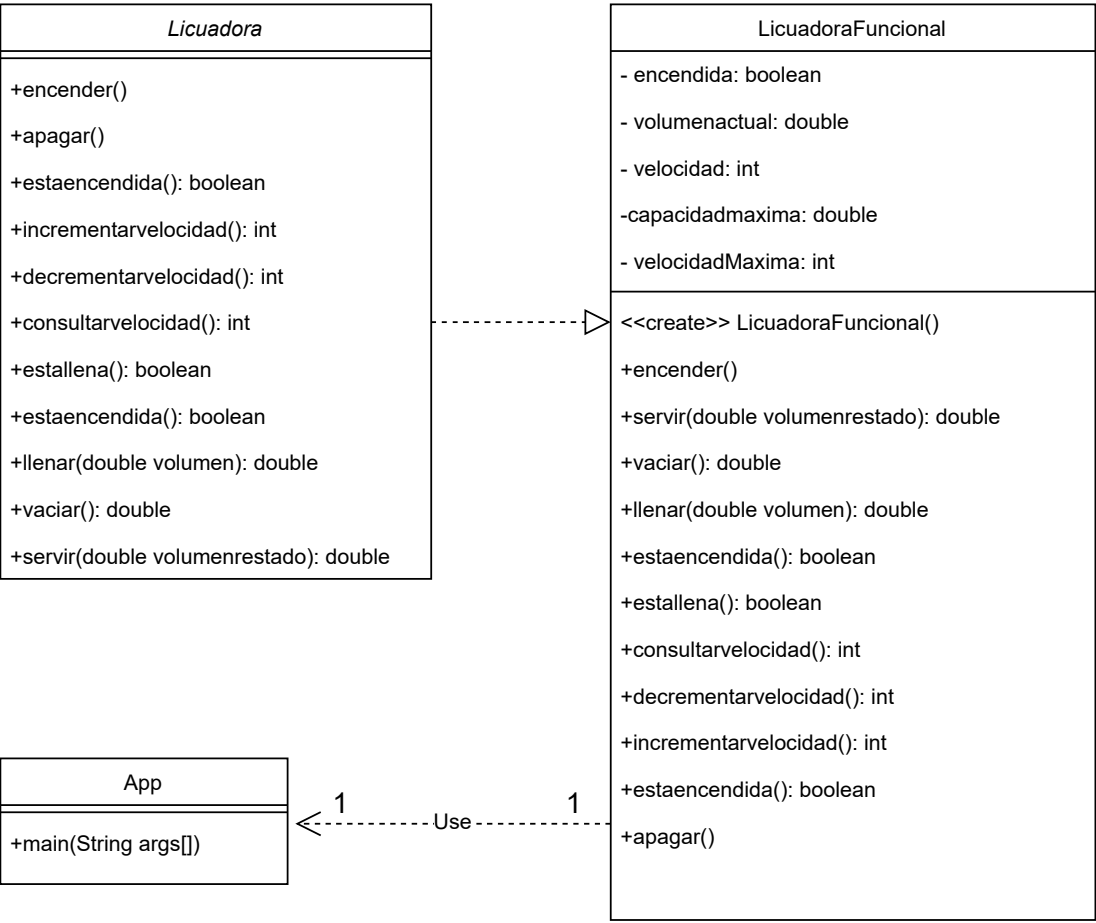 Licuadora
+encender()
+apagar()
+estaencendida(): boolean
+incrementarvelocidad(): int
+decrementarvelocidad(): int
+consultarvelocidad(): int
+estallena(): boolean
+estaencendida(): boolean
+llenar(double volumen): double
+vaciar(): double
+servir(double volumenrestado): double
LicuadoraFuncional
- encendida: boolean
- volumenactual: double
- velocidad: int
-capacidadmaxima: double
- velocidadMaxima: int
<<create>> LicuadoraFuncional()
+encender()
+servir(double volumenrestado): double
+vaciar(): double
+llenar(double volumen): double
+estaencendida(): boolean
+estallena(): boolean
+consultarvelocidad(): int
+decrementarvelocidad(): int
+incrementarvelocidad(): int
+estaencendida(): boolean
+apagar()
App
+main(String args[])
1
Use
1